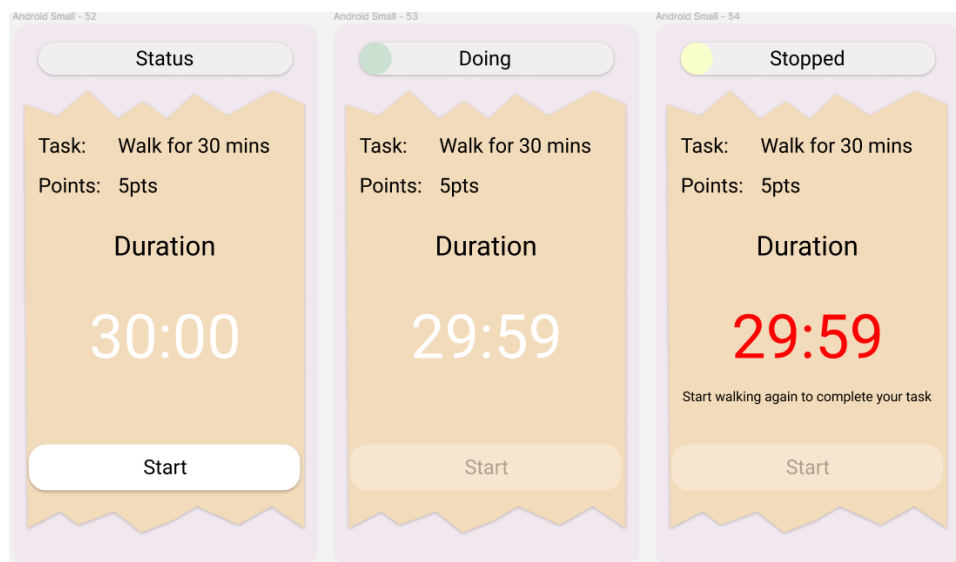 Android Small - 52
Status
Task: Walk for 30 mins
Points: 5pts
Duration
30:00
Start
Android Small - 53
Doing
Task: Walk for 30 mins
Points: 5pts
Duration
29:59
Start
Android Small - 54
Stopped
Task: Walk for 30 mins
Points: 5pts
Duration
29:59
Start walking again to complete your task
Start